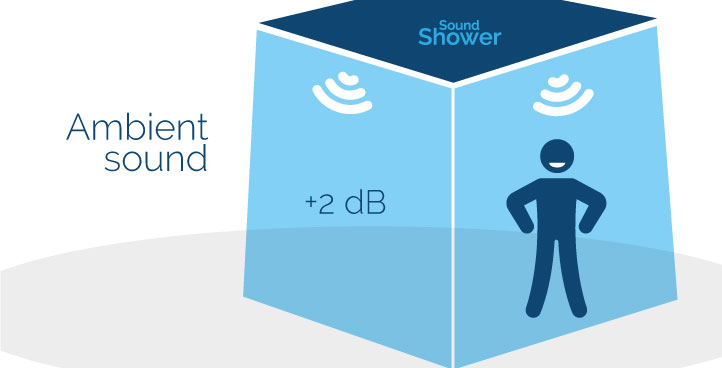 Sound
Shower
Ambient
sound
+2 dB